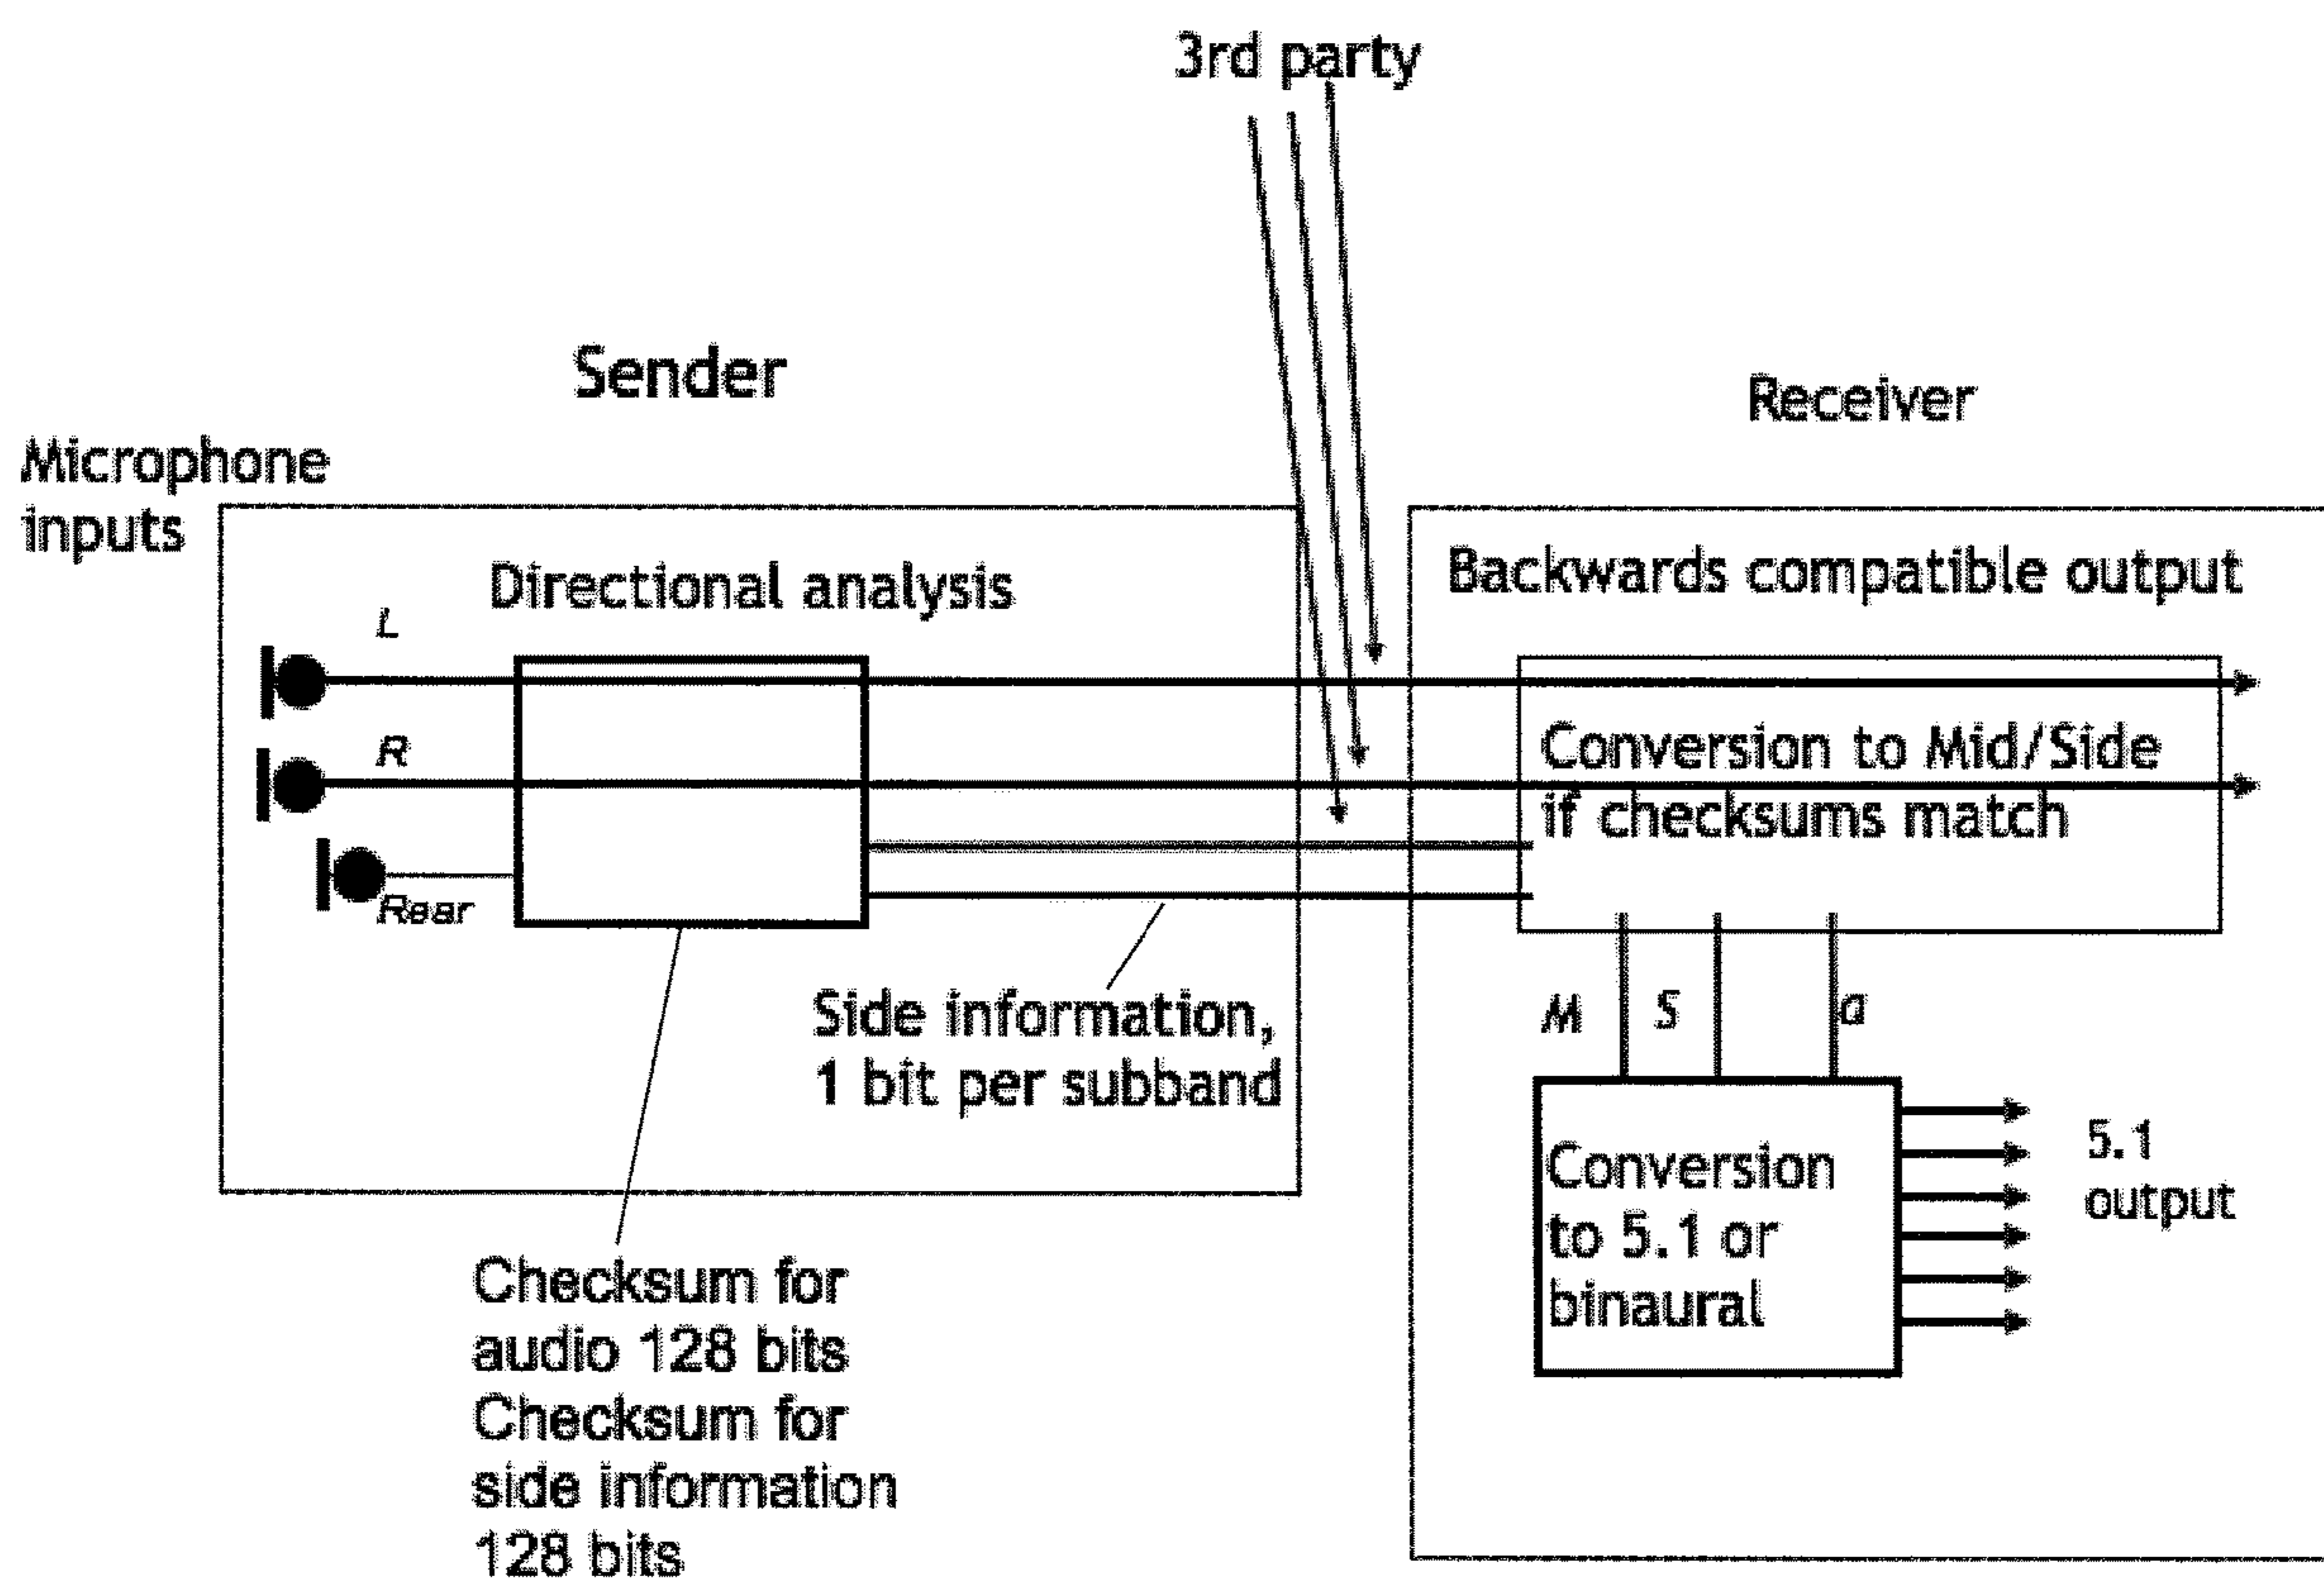 3rd party
Sender
Receiver
Microphone
inputs
Directional analysis
L
R
Rear
Side information,
1 bit per subband
Checksum for
audio 128 bits
Checksum for
side information
128 bits
Backwards compatible output
Conversion to Mid/Side
if checksums match
M
S
α
Conversion
to 5.1 or
binaural
5.1
output